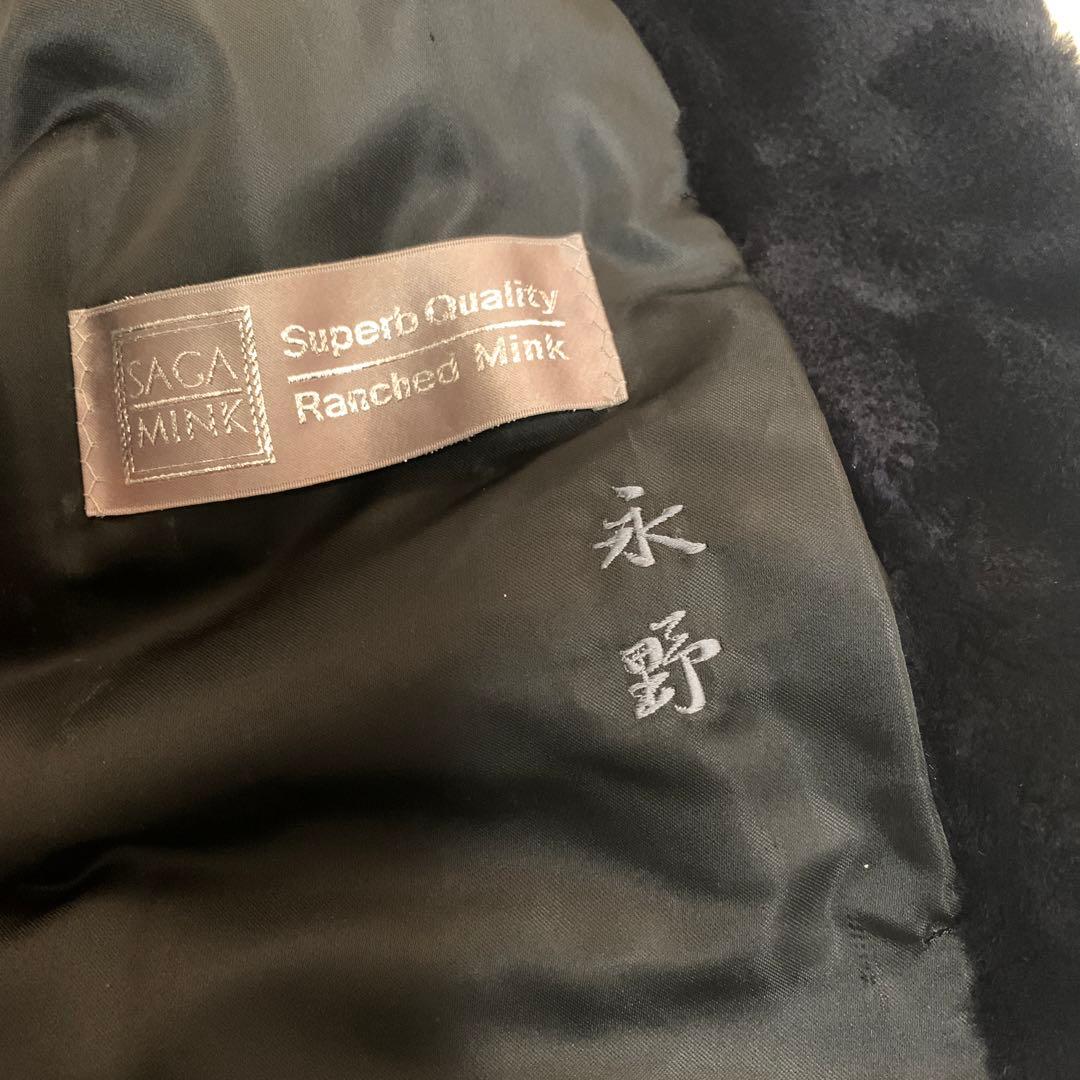 SAGA
MINK
Superb Quality
Ranched Mink
永野